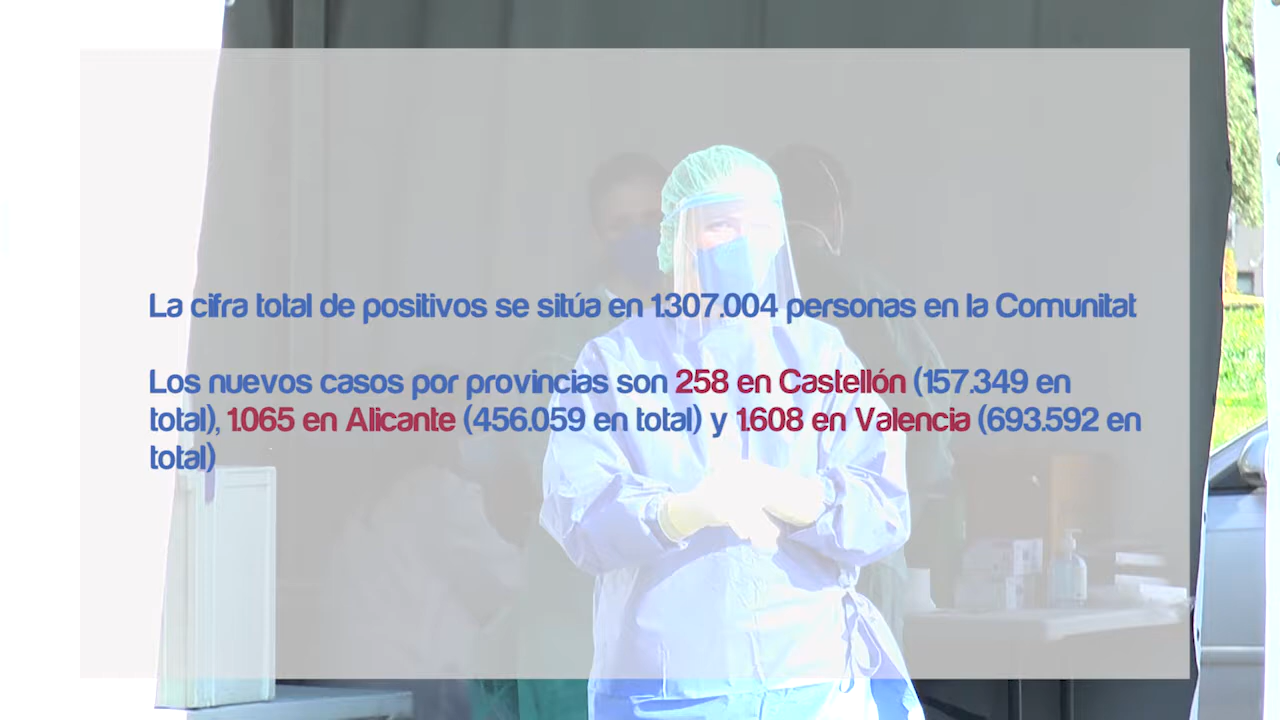 La cifra total de positivos se sitúa en 1.307.004 personas en la Comunitat
Los nuevos casos por provincias son 258 en Castellón (157.349 en
total), 1.065 en Alicante (456.059 en total) y 1.608 en Valencia (693.592 en
total)